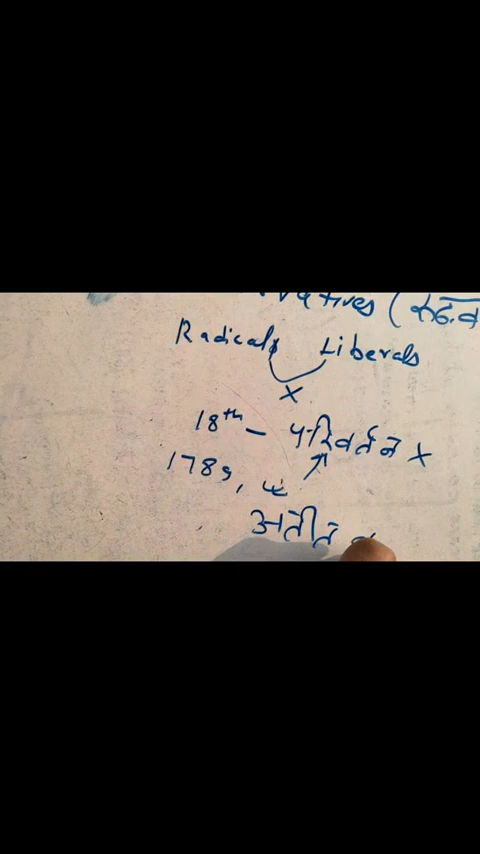 Radicals Liberals
×
18th – परिवर्तन ×
1789,
अतीत